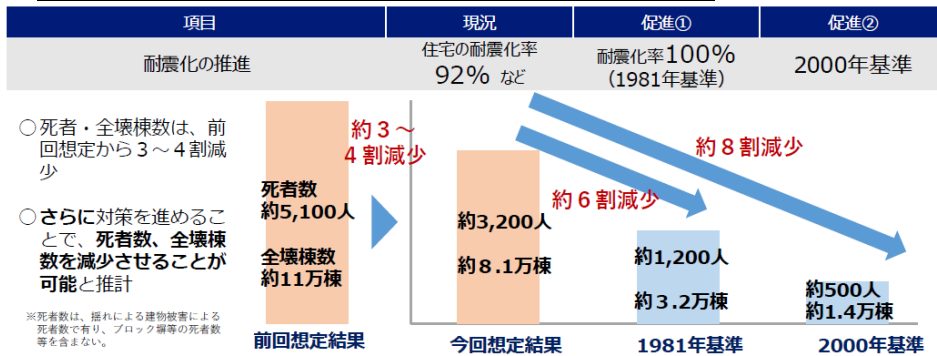 項目 現況 促進① 促進②
耐震化の推進
住宅の耐震化率
92% など
耐震化率100%
（1981年基準）
2000年基準
○死者・全壊棟数は、前
回想定から３～４割減
少
○さらに対策を進めるこ
とで、死者数、全壊棟
数を減少させることが
可能と推計
※死者数は、揺れによる建物被害による
死者数で有り、ブロック塀等の死者数
等を含まない。
死者数
約5,100人
全壊棟数
約11万棟
前回想定結果
約３～
４割減少
約3,200人
約8.1万棟
今回想定結果
約６割減少
約1,200人
約3.2万棟
1981年基準
約８割減少
約500人
約1.4万棟
2000年基準